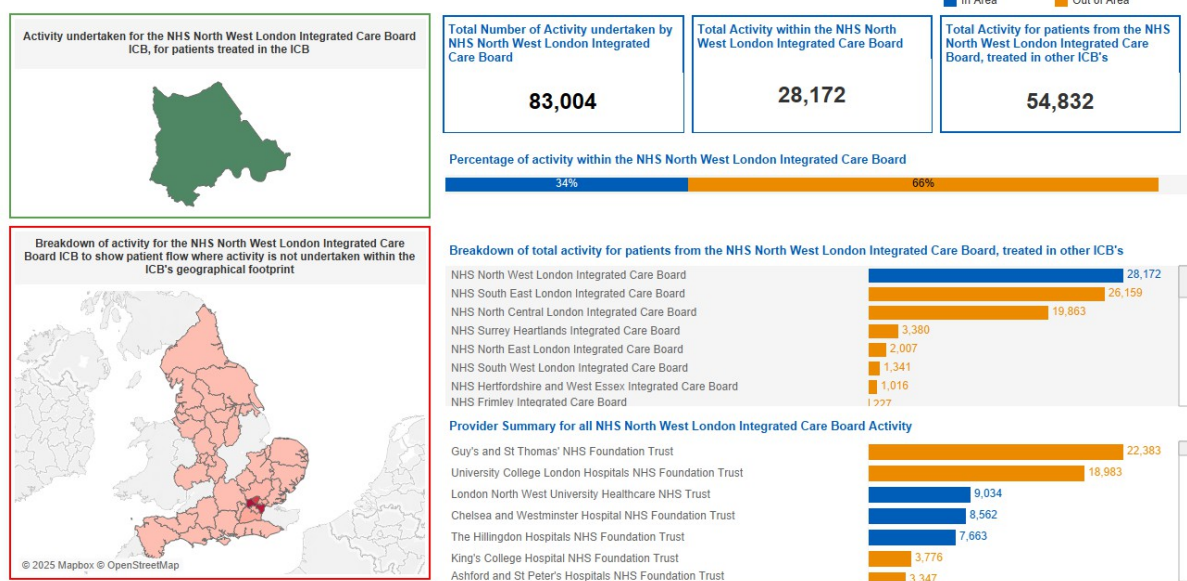 In Area
Out of Area
Activity undertaken for the NHS North West London Integrated Care Board
ICB, for patients treated in the ICB
Total Number of Activity undertaken by
NHS North West London Integrated
Care Board
83,004
Total Activity within the NHS North
West London Integrated Care Board
28,172
Total Activity for patients from the NHS
North West London Integrated Care
Board, treated in other ICB's
54,832
Percentage of activity within the NHS North West London Integrated Care Board
34%
66%
Breakdown of activity for the NHS North West London Integrated Care
Board ICB to show patient flow where activity is not undertaken within the
ICB's geographical footprint
© 2025 Mapbox © OpenStreetMap
Breakdown of total activity for patients from the NHS North West London Integrated Care Board, treated in other ICB's
NHS North West London Integrated Care Board 28,172
NHS South East London Integrated Care Board 26,159
NHS North Central London Integrated Care Board 19,863
NHS Surrey Heartlands Integrated Care Board 3,380
NHS North East London Integrated Care Board 2,007
NHS South West London Integrated Care Board 1,341
NHS Hertfordshire and West Essex Integrated Care Board 1,016
NHS Frimley Integrated Care Board 227
Provider Summary for all NHS North West London Integrated Care Board Activity
Guy's and St Thomas' NHS Foundation Trust 22,383
University College London Hospitals NHS Foundation Trust 18,983
London North West University Healthcare NHS Trust 9,034
Chelsea and Westminster Hospital NHS Foundation Trust 8,562
The Hillingdon Hospitals NHS Foundation Trust 7,663
King's College Hospital NHS Foundation Trust 3,776
Ashford and St Peter's Hospitals NHS Foundation Trust 3,347